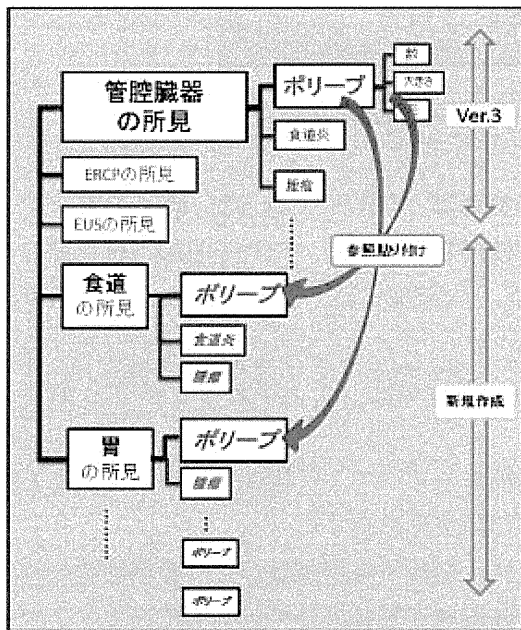 管腔臓器
の所見
ポリープ
数
大きさ
食道炎
腫瘍
Ver.3
ERCPの所見
EUSの所見
参照貼り付け
食道
の所見
ポリープ
食道炎
腫瘍
新規作成
胃
の所見
ポリープ
腫瘍
ポリープ
ポリープ